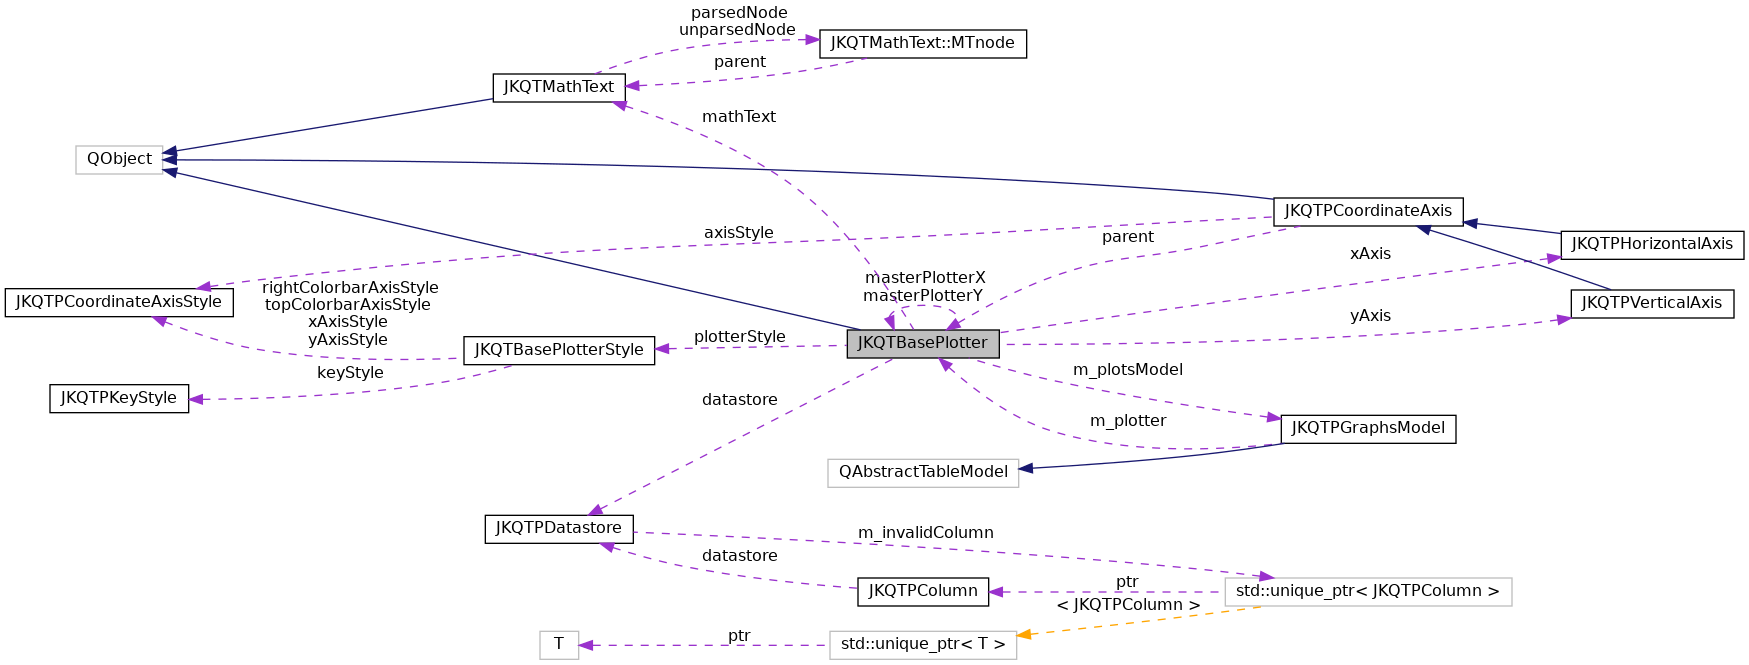 parsedNode
unparsedNode
JKQTMathText::MTnode
parent
JKQTMathText
mathText
QObject
JKQTPCoordinateAxis
axisStyle
parent
JKQTPHorizontalAxis
xAxis
masterPlotterX
masterPlotterY
rightColorbarAxisStyle
topColorbarAxisStyle
xAxisStyle
yAxisStyle
JKQTPCoordinateAxisStyle
JKQTPVerticalAxis
yAxis
plotterStyle
JKQTBasePlotter
JKQTBasePlotterStyle
keyStyle
m_plotsModel
JKQTPKeyStyle
datastore
m_plotter
JKQTPGraphsModel
QAbstractTableModel
JKQTPDatastore
m_invalidColumn
datastore
ptr
JKQTPColumn
std::unique_ptr< JKQTPColumn >
< JKQTPColumn >
ptr
T
std::unique_ptr< T >